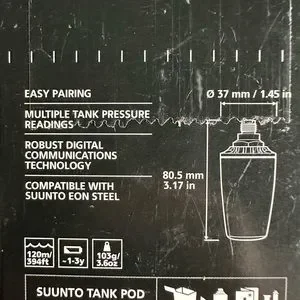 EASY PAIRING
MULTIPLE TANK PRESSURE
READINGS
ROBUST DIGITAL
COMMUNICATIONS
TECHNOLOGY
COMPATIBLE WITH
SUUNTO EON STEEL
Ø 37 mm / 1.45 in
80.5 mm
3.17 in
120m/
394ft
~1-3y
103g/
3.6oz
SUUNTO TANK POD